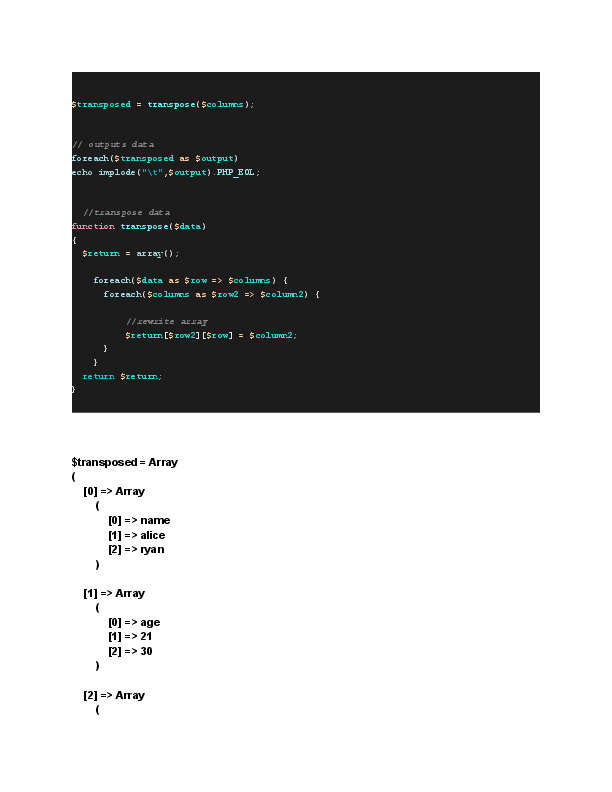 $transposed = transpose($columns);
// outputs data
foreach($transposed as $output)
echo implode("\t",$output).PHP_EOL;
//transpose data
function transpose($data)
{
$return = array();
foreach($data as $row => $columns) {
foreach($columns as $row2 => $column2) {
//rewrite array
$return[$row2][$row] = $column2;
}
}
return $return;
}
$transposed = Array
(
[0] => Array
(
[0] => name
[1] => alice
[2] => ryan
)
[1] => Array
(
[0] => age
[1] => 21
[2] => 30
)
[2] => Array
(